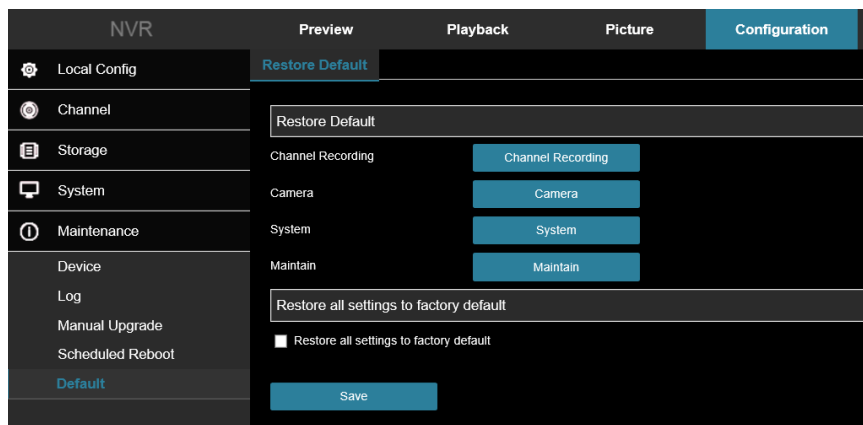 NVR Preview Playback Picture Configuration
Local Config
Channel
Storage
System
Maintenance
Device
Log
Manual Upgrade
Scheduled Reboot
Default
Restore Default
Restore Default
Channel Recording Channel Recording
Camera Camera
System System
Maintain Maintain
Restore all settings to factory default
Restore all settings to factory default
Save